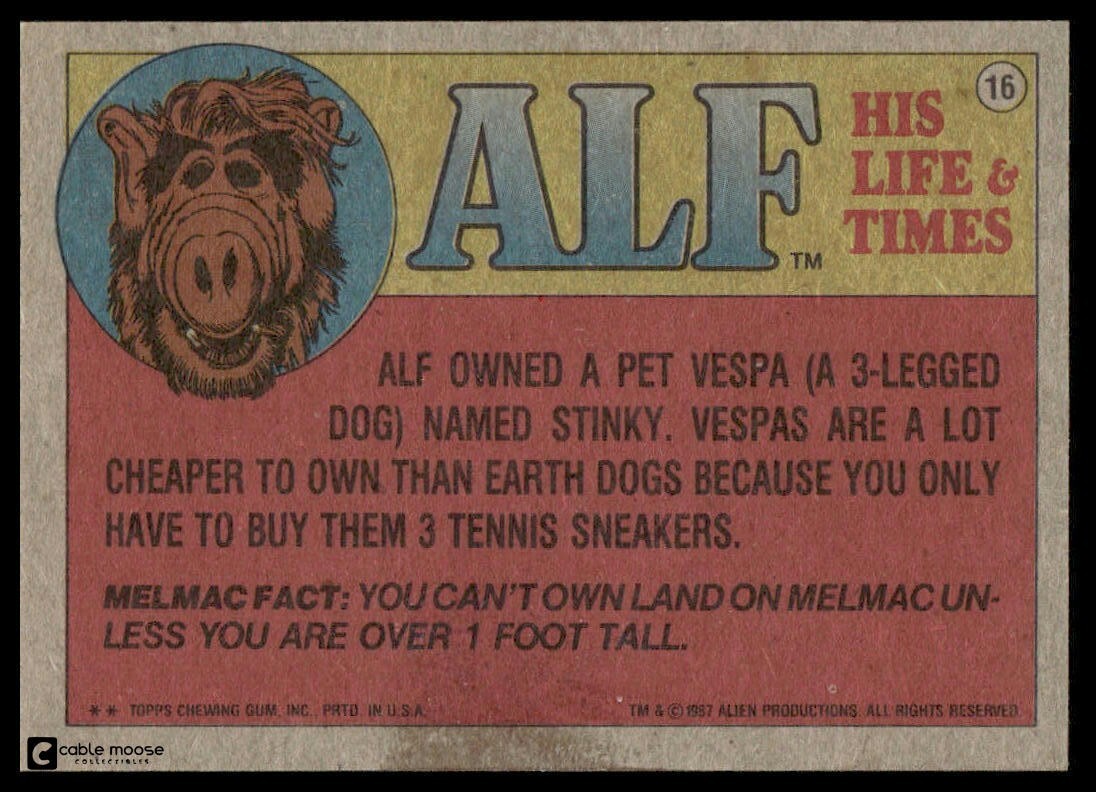 16
ALF™
HIS
LIFE &
TIMES
ALF OWNED A PET VESPA (A 3-LEGGED
DOG) NAMED STINKY. VESPAS ARE A LOT
CHEAPER TO OWN THAN EARTH DOGS BECAUSE YOU ONLY
HAVE TO BUY THEM 3 TENNIS SNEAKERS.
MELMAC FACT: YOU CAN'T OWN LAND ON MELMAC UN-
LESS YOU ARE OVER 1 FOOT TALL.
** TOPPS CHEWING GUM, INC., PRTD. IN U.S.A.
TM & © 1987 ALIEN PRODUCTIONS. ALL RIGHTS RESERVED.
cable moose
COLLECTIBLES